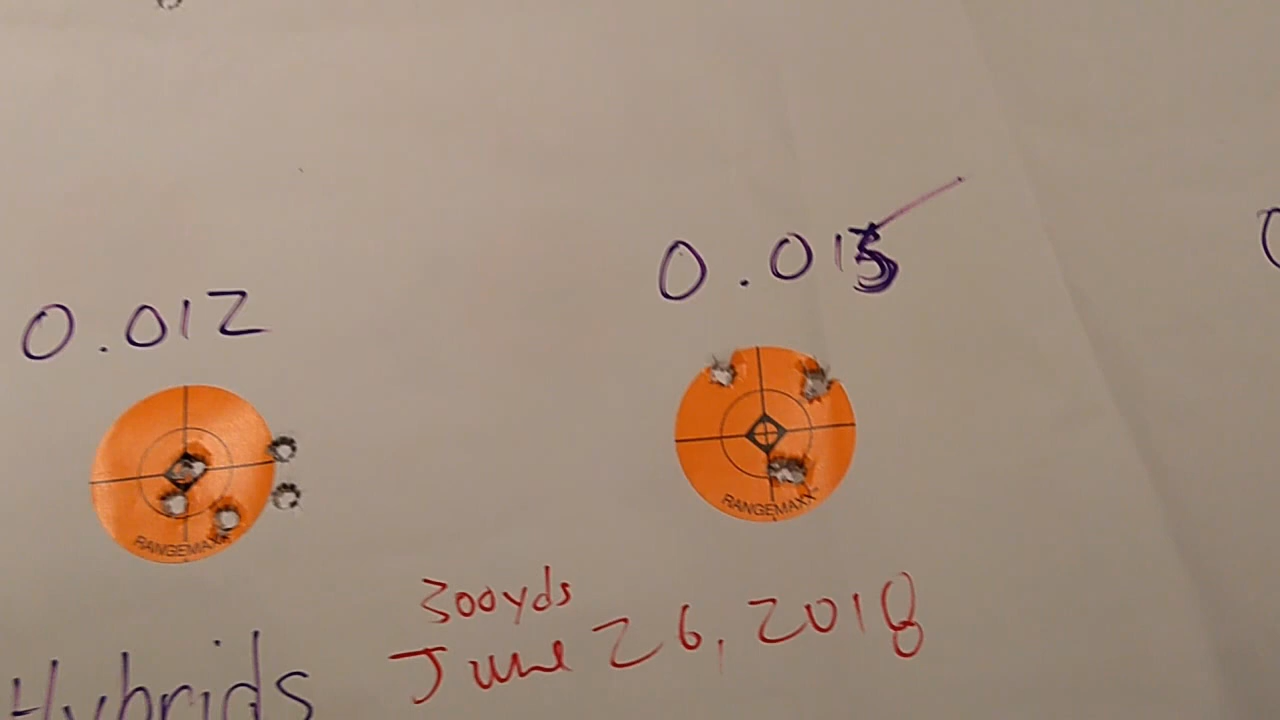 0.012
0.015
RANGEMAXX
RANGEMAXX
300yds
June 26, 2018
Hybrids